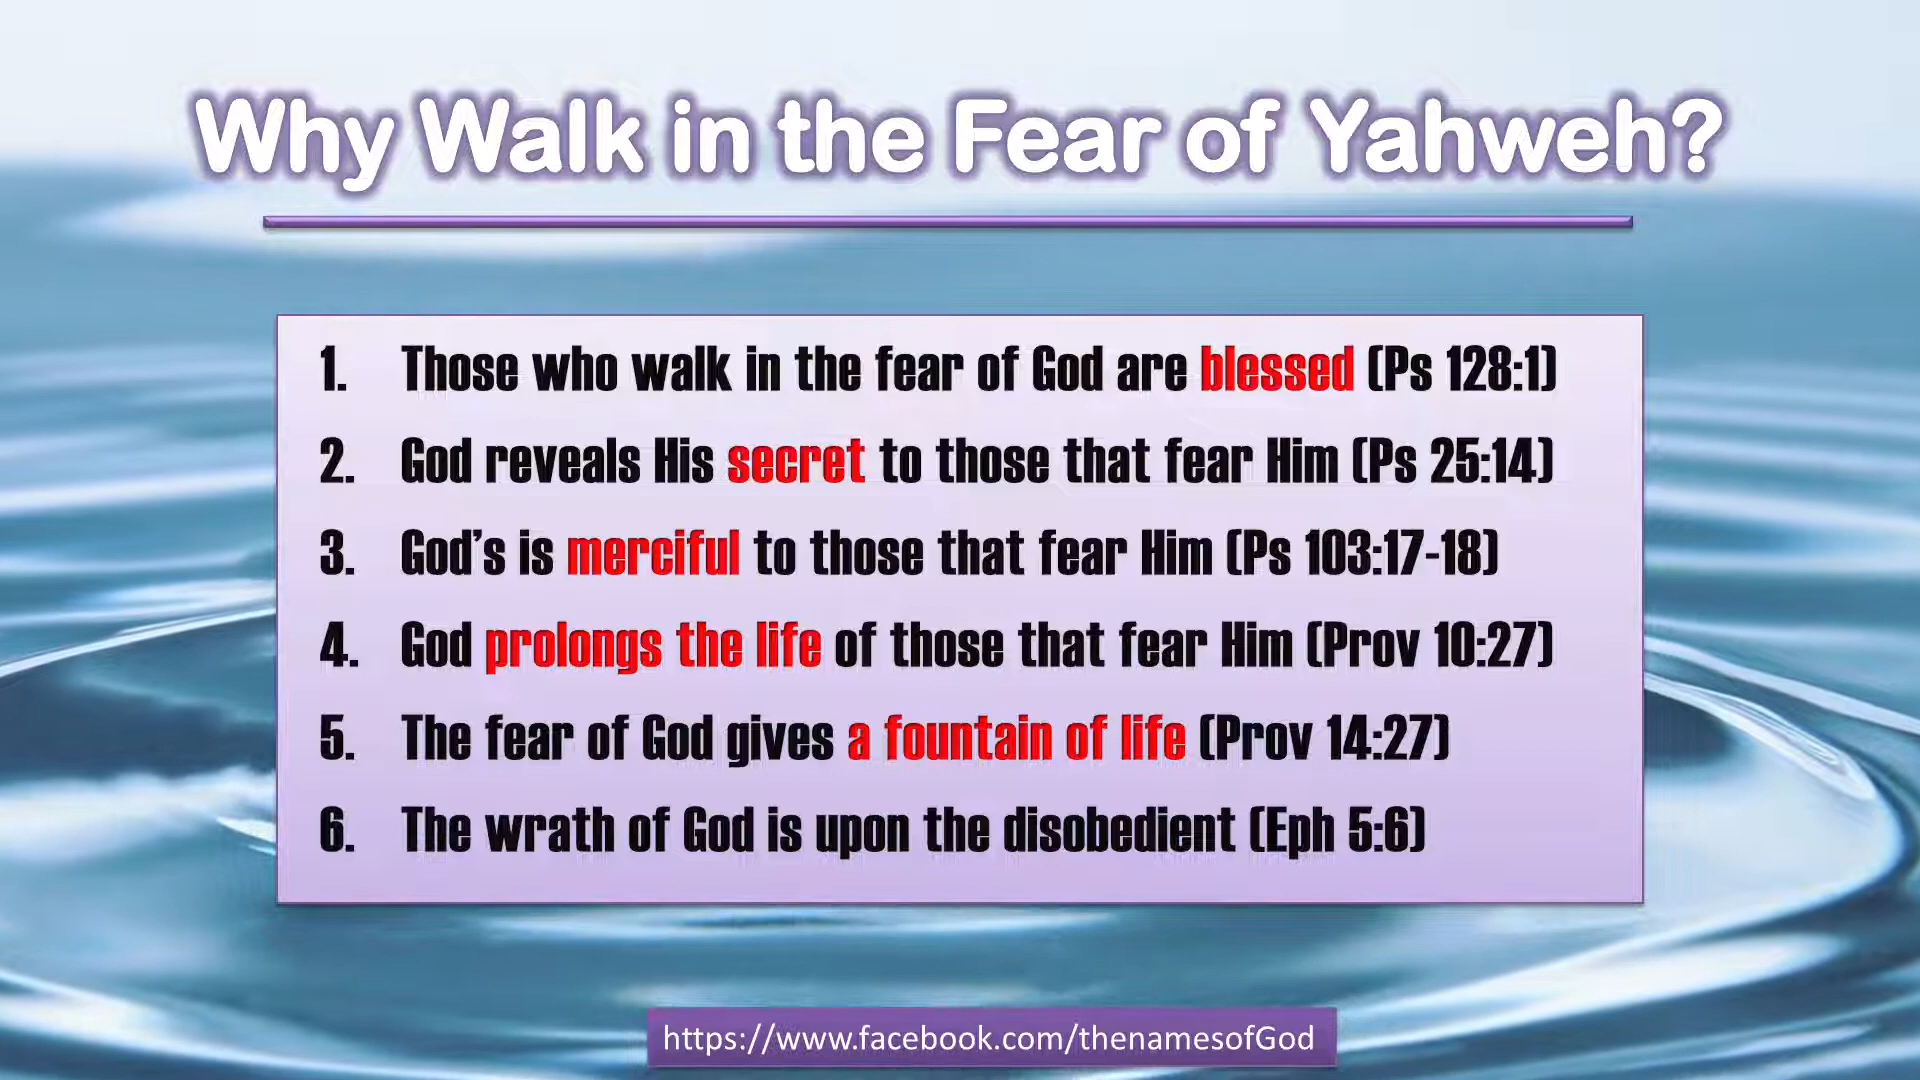 Why Walk in the Fear of Yahweh?
1. Those who walk in the fear of God are blessed (Ps 128:1)
2. God reveals His secret to those that fear Him (Ps 25:14)
3. God’s is merciful to those that fear Him (Ps 103:17-18)
4. God prolongs the life of those that fear Him (Prov 10:27)
5. The fear of God gives a fountain of life (Prov 14:27)
6. The wrath of God is upon the disobedient (Eph 5:6)
https://www.facebook.com/thenamesofGod